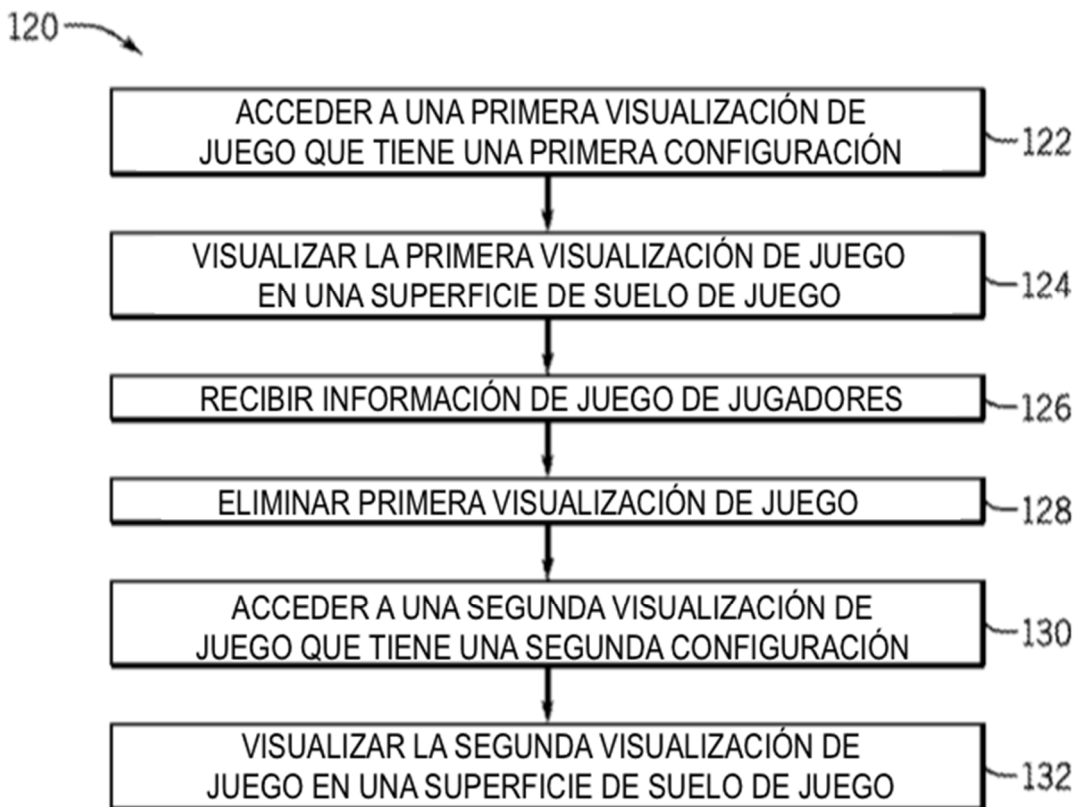 120
ACCEDER A UNA PRIMERA VISUALIZACIÓN DE
JUEGO QUE TIENE UNA PRIMERA CONFIGURACIÓN
122
VISUALIZAR LA PRIMERA VISUALIZACIÓN DE JUEGO
EN UNA SUPERFICIE DE SUELO DE JUEGO
124
RECIBIR INFORMACIÓN DE JUEGO DE JUGADORES
126
ELIMINAR PRIMERA VISUALIZACIÓN DE JUEGO
128
ACCEDER A UNA SEGUNDA VISUALIZACIÓN DE
JUEGO QUE TIENE UNA SEGUNDA CONFIGURACIÓN
130
VISUALIZAR LA SEGUNDA VISUALIZACIÓN DE
JUEGO EN UNA SUPERFICIE DE SUELO DE JUEGO
132